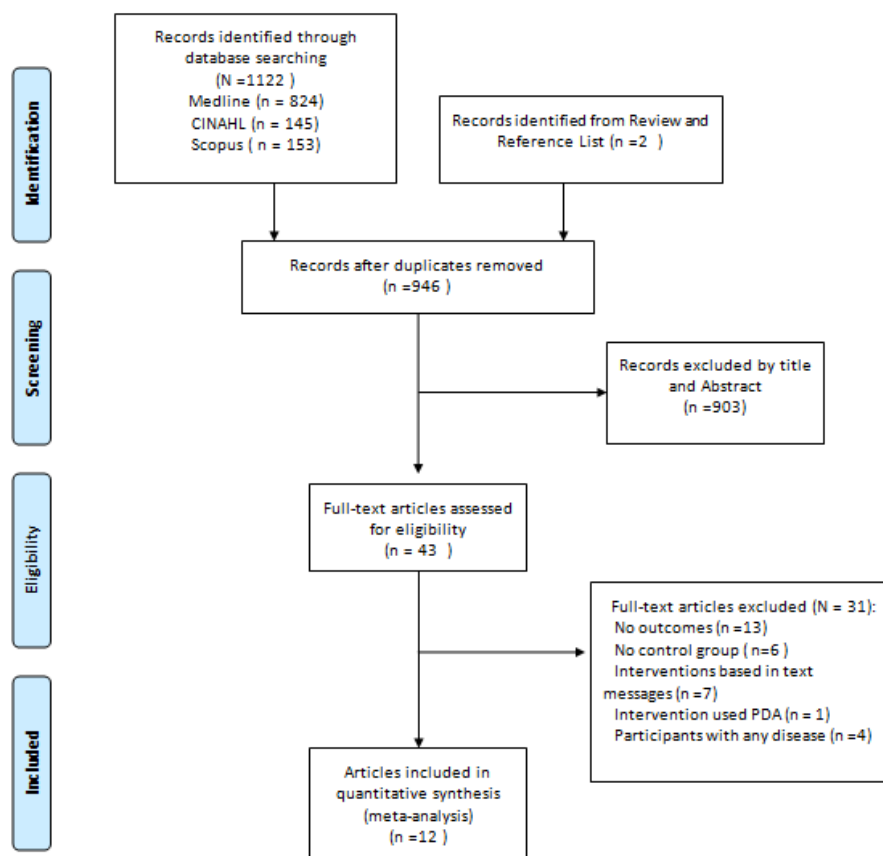 Records identified through
database searching
(N =1122 )
Medline (n = 824)
CINAHL (n = 145)
Scopus ( n = 153)
Records identified from Review and
Reference List (n =2 )
Identification
Records after duplicates removed
(n =946 )
Screening
Records excluded by title
and Abstract
(n =903)
Full-text articles assessed
for eligibility
(n = 43 )
Eligibility
Full-text articles excluded (N = 31):
No outcomes (n =13)
No control group ( n=6 )
Interventions based in text
messages (n =7)
Intervention used PDA (n = 1)
Participants with any disease (n =4)
Included
Articles included in
quantitative synthesis
(meta-analysis)
(n =12 )